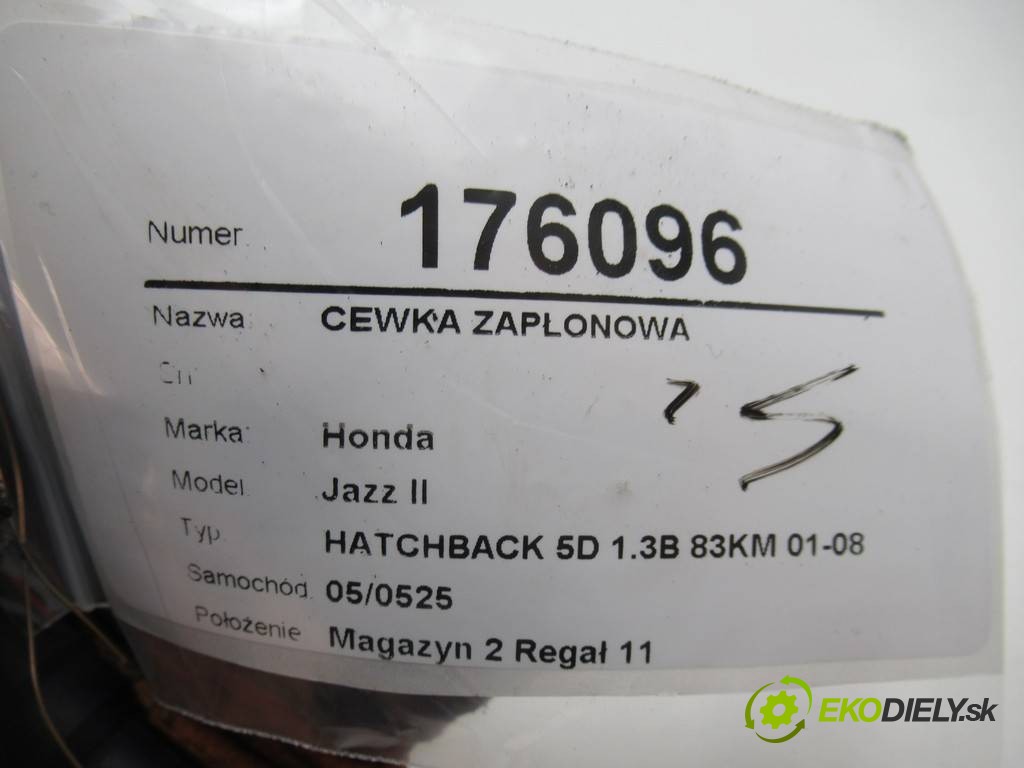 Numer 176096
Nazwa CEWKA ZAPŁONOWA
Marka: Honda
Model Jazz II
Typ HATCHBACK 5D 1.3B 83KM 01-08
Samochód. 05/0525
Położenie Magazyn 2 Regał 11
EKODIELY.sk